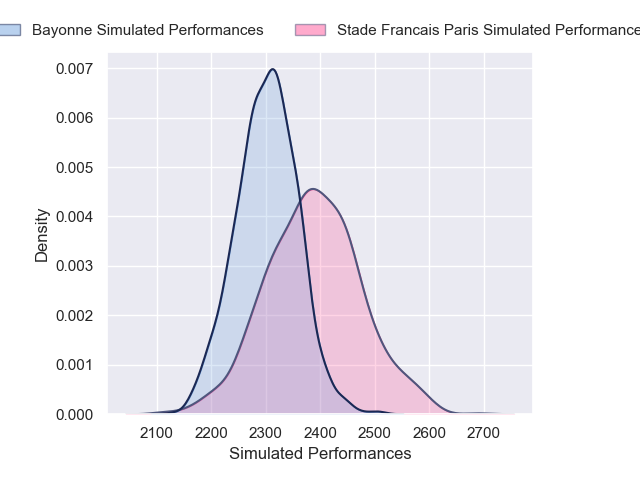 Bayonne Simulated Performances Stade Francais Paris Simulated Performance
0.007
0.006
0.005
0.004
0.003
0.002
0.001
0.000
Density
2100 2200 2300 2400 2500 2600 2700
Simulated Performances